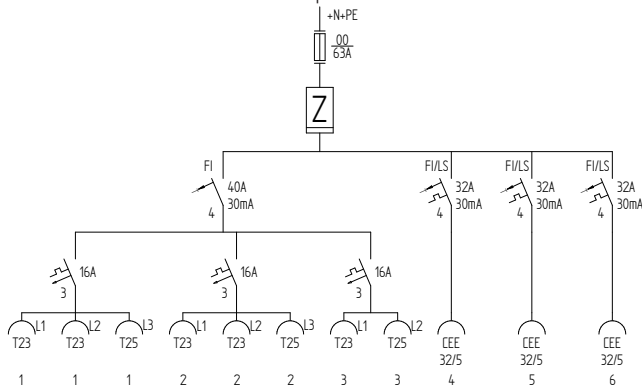 +N+PE
00
63A
Z
FI FI/LS FI/LS FI/LS
40A 32A 32A 32A
30mA 30mA 30mA 30mA
4 4 4 4
16A 16A 16A
3 3 3
L1 L2 L3 L1 L2 L3 L1 L2
T23 T23 T25 T23 T23 T25 T23 T25 CEE CEE CEE
32/5 32/5 32/5
1 1 1 2 2 2 3 3 4 5 6